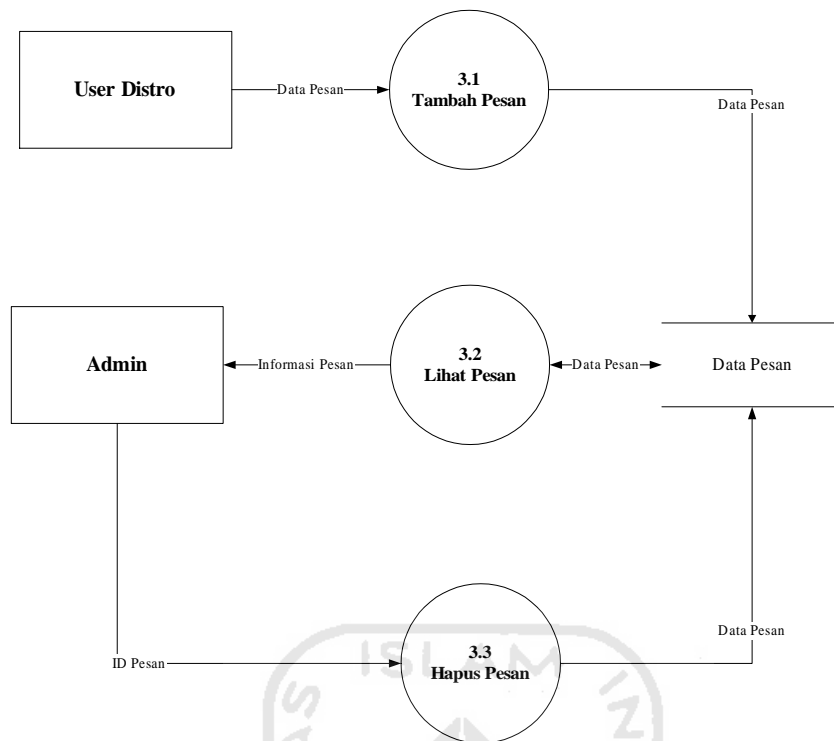 User Distro
Data Pesan
3.1
Tambah Pesan
Data Pesan
Admin
Informasi Pesan
3.2
Lihat Pesan
Data Pesan
Data Pesan
ID Pesan
3.3
Hapus Pesan
Data Pesan
ISLAM